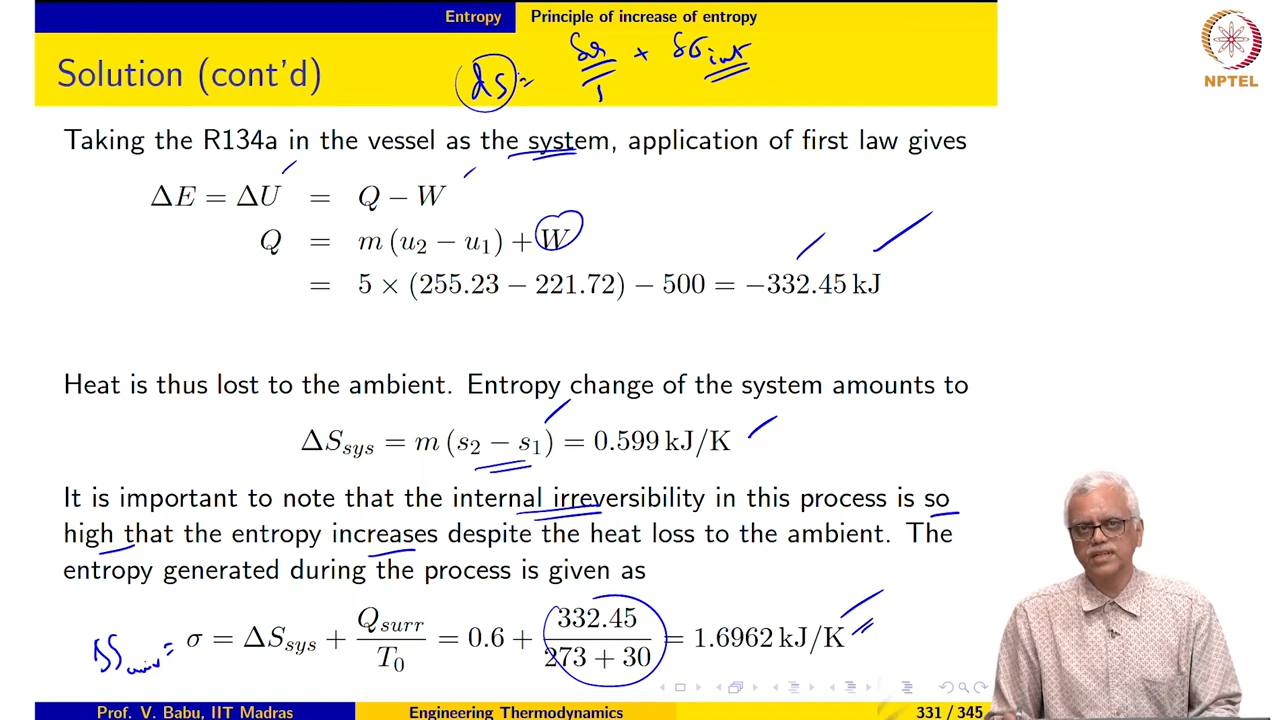 Entropy Principle of increase of entropy
NPTEL
Solution (cont'd)
dS = δQ/T + δσint
Taking the R134a in the vessel as the system, application of first law gives
ΔE = ΔU = Q − W
Q = m (u₂ − u₁) + W
= 5 × (255.23 − 221.72) − 500 = −332.45 kJ
Heat is thus lost to the ambient. Entropy change of the system amounts to
ΔS_sys = m (s₂ − s₁) = 0.599 kJ/K
It is important to note that the internal irreversibility in this process is so
high that the entropy increases despite the heat loss to the ambient. The
entropy generated during the process is given as
ΔS_univ = σ = ΔS_sys + Q_surr/T₀ = 0.6 + 332.45/(273 + 30) = 1.6962 kJ/K
Prof. V. Babu, IIT Madras Engineering Thermodynamics 331 / 345